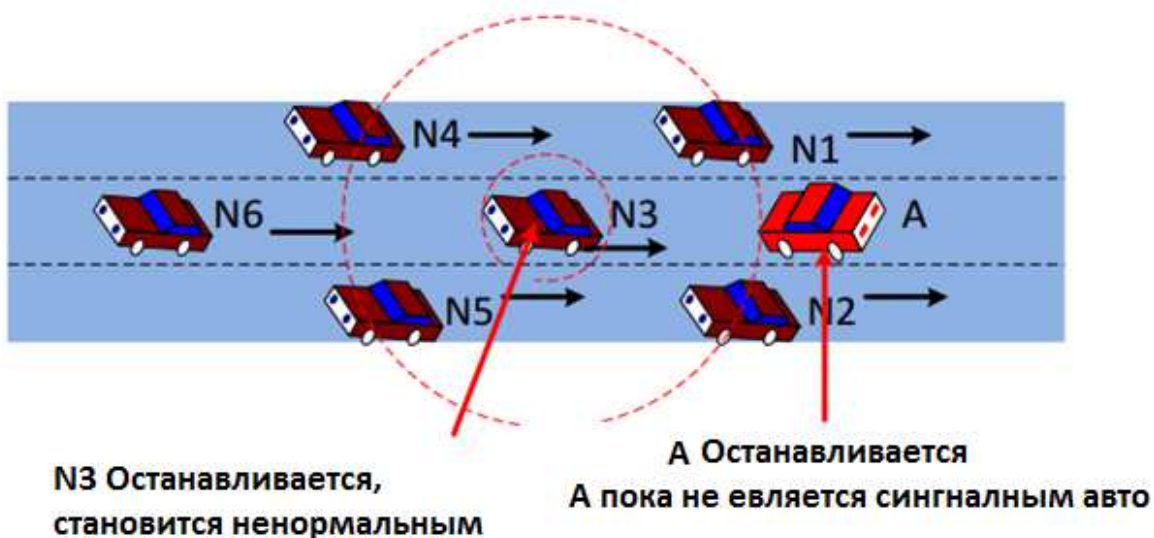 N4
N1
N6
N3
A
N5
N2
N3 Останавливается,
становится ненормальным
A Останавливается
А пока не евляется сингналным авто